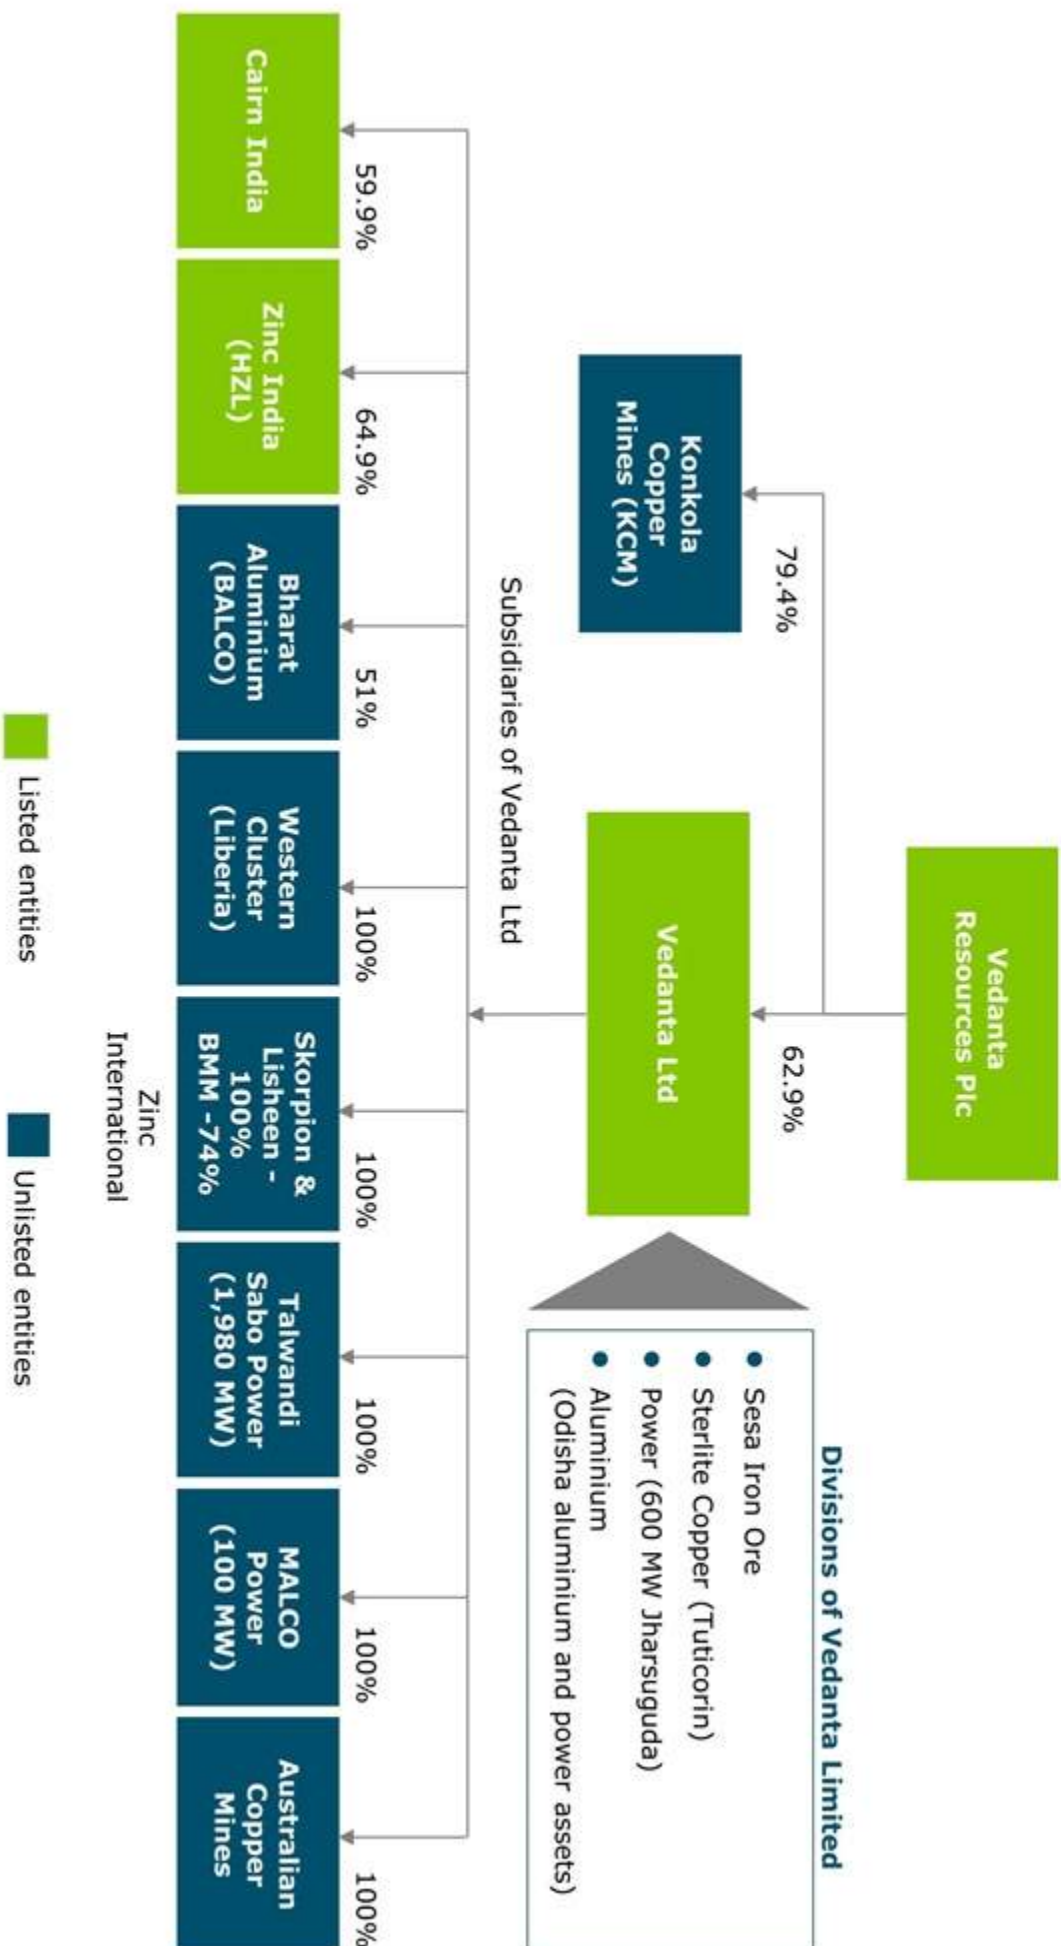 Vedanta
Resources Plc
79.4%
62.9%
Konkola
Copper
Mines (KCM)
Vedanta Ltd
Divisions of Vedanta Limited
Sesa Iron Ore
Sterlite Copper (Tuticorin)
Power (600 MW Jharsuguda)
Aluminium
(Odisha aluminium and power assets)
Subsidiaries of Vedanta Ltd
59.9%
64.9%
51%
100%
100%
100%
100%
100%
Cairn India
Zinc India
(HZL)
Bharat
Aluminium
(BALCO)
Western
Cluster
(Liberia)
Skorpion &
Lisheen -
100%
BMM -74%
Talwandi
Sabo Power
(1,980 MW)
MALCO
Power
(100 MW)
Australian
Copper
Mines
Zinc
International
Listed entities
Unlisted entities